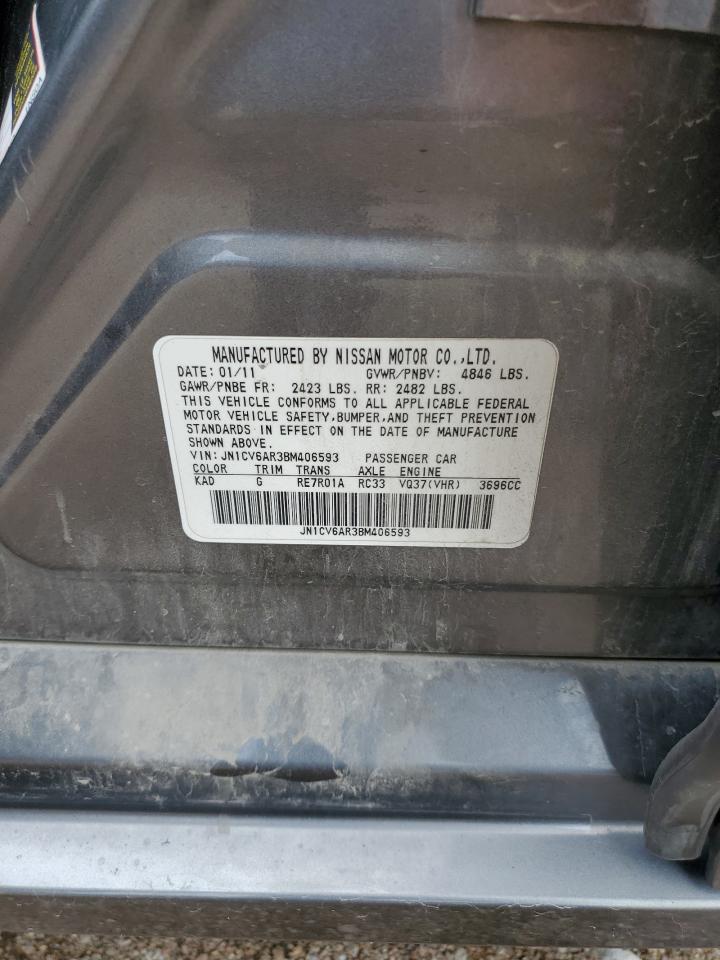 MANUFACTURED BY NISSAN MOTOR CO.,LTD.
DATE: 01/11 GVWR/PNBV: 4846 LBS.
GAWR/PNBE FR: 2423 LBS. RR: 2482 LBS.
THIS VEHICLE CONFORMS TO ALL APPLICABLE FEDERAL
MOTOR VEHICLE SAFETY,BUMPER,AND THEFT PREVENTION
STANDARDS IN EFFECT ON THE DATE OF MANUFACTURE
SHOWN ABOVE.
VIN: JN1CV6AR3BM406593 PASSENGER CAR
COLOR TRIM TRANS AXLE ENGINE
KAD G RE7R01A RC33 VQ37(VHR) 3696CC
JN1CV6AR3BM406593